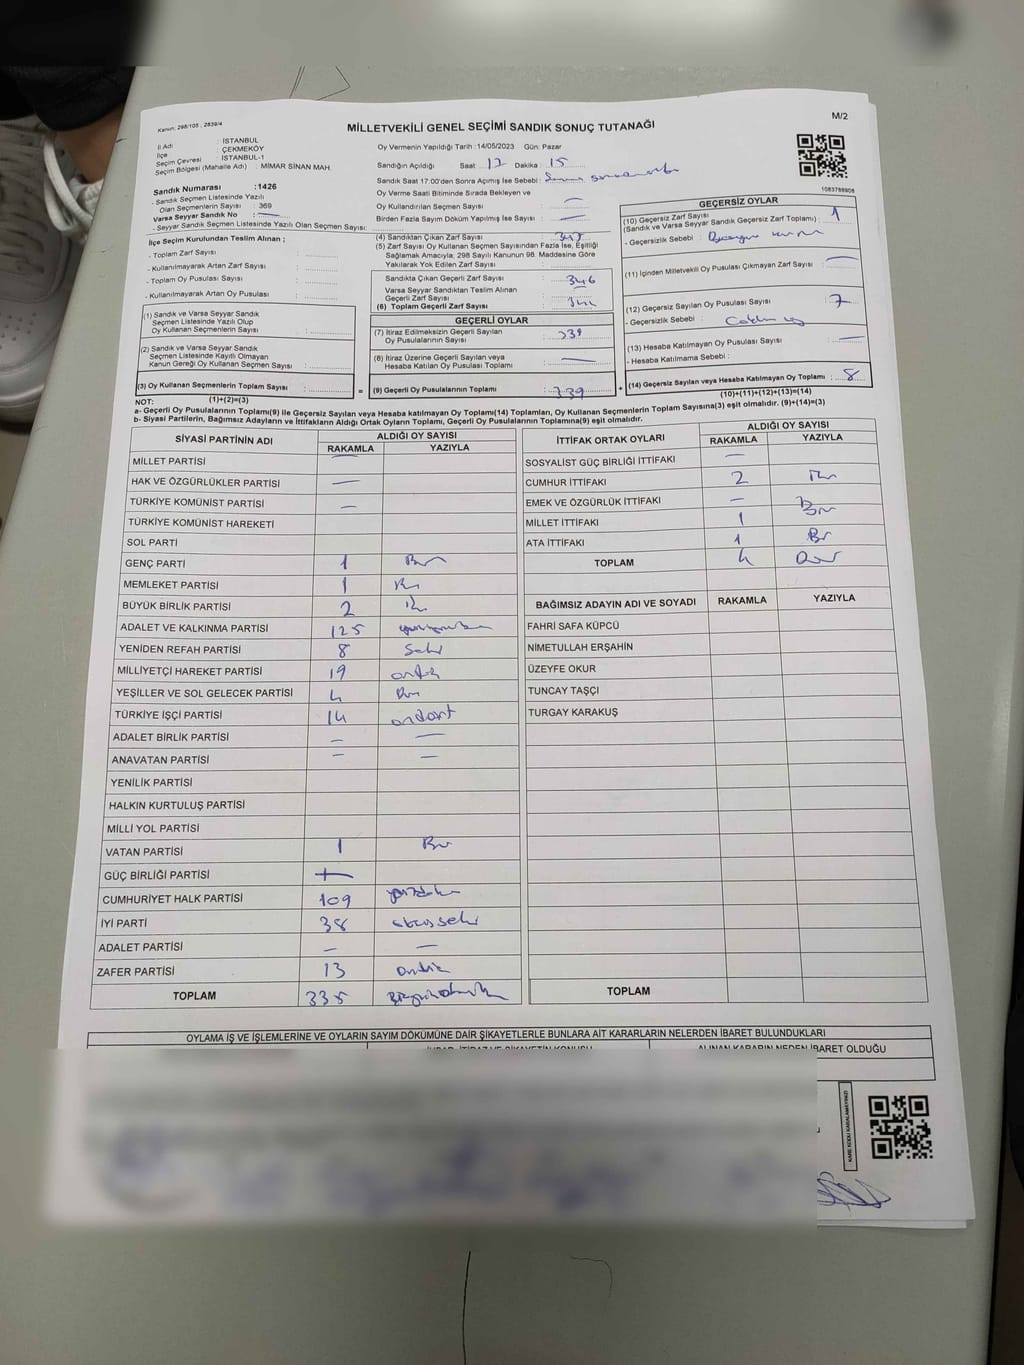 Kanun: 298/105, 2839/4
M/2
MİLLETVEKİLİ GENEL SEÇİMİ SANDIK SONUÇ TUTANAĞI
İl Adı : İSTANBUL
İlçe : ÇEKMEKÖY
Seçim Çevresi : İSTANBUL-1
Seçim Bölgesi (Mahalle Adı) : MİMAR SİNAN MAH.
Sandık Numarası : 1426
- Sandık Seçmen Listesinde Yazılı
Olan Seçmenlerin Sayısı : 369
Varsa Seyyar Sandık No : —
- Seyyar Sandık Seçmen Listesinde Yazılı Olan Seçmen Sayısı:
İlçe Seçim Kurulundan Teslim Alınan ;
- Toplam Zarf Sayısı :
- Kullanılmayarak Artan Zarf Sayısı :
- Toplam Oy Pusulası Sayısı :
- Kullanılmayarak Artan Oy Pusulası :
(1) Sandık ve Varsa Seyyar Sandık
Seçmen Listesinde Yazılı Olup
Oy Kullanan Seçmenlerin Sayısı :
(2) Sandık ve Varsa Seyyar Sandık
Seçmen Listesinde Kayıtlı Olmayan
Kanun Gereği Oy Kullanan Seçmen Sayısı :
(3) Oy Kullanan Seçmenlerin Toplam Sayısı :
(1)+(2)=(3)
Oy Vermenin Yapıldığı Tarih : 14/05/2023 Gün: Pazar
Sandığın Açıldığı Saat: 17 Dakika : 15
Sandık Saat 17:00'den Sonra Açımış İse Sebebi :
Oy Verme Saati Bitiminde Sırada Bekleyen ve
Oy Kullandırılan Seçmen Sayısı : —
Birden Fazla Sayım Döküm Yapılmış İse Sayısı : —
(4) Sandıktan Çıkan Zarf Sayısı : 347
(5) Zarf Sayısı Oy Kullanan Seçmen Sayısından Fazla İse, Eşitliği
Sağlamak Amacıyla, 298 Sayılı Kanunun 98. Maddesine Göre
Yakılarak Yok Edilen Zarf Sayısı :
Sandıkta Çıkan Geçerli Zarf Sayısı : 346
Varsa Seyyar Sandıktan Teslim Alınan
Geçerli Zarf Sayısı : —
(6) Toplam Geçerli Zarf Sayısı :
GEÇERLİ OYLAR
(7) İtiraz Edilmeksizin Geçerli Sayılan
Oy Pusulalarının Sayısı : 339
(8) İtiraz Üzerine Geçerli Sayılan veya
Hesaba Katılan Oy Pusulaları Toplamı : —
= (9) Geçerli Oy Pusulalarının Toplamı : 339 +
1083788908
GEÇERSİZ OYLAR
(10) Geçersiz Zarf Sayısı : 1
(Sandık ve Varsa Seyyar Sandık Geçersiz Zarf Toplamı)
- Geçersizlik Sebebi :
(11) İçinden Milletvekili Oy Pusulası Çıkmayan Zarf Sayısı : —
(12) Geçersiz Sayılan Oy Pusulası Sayısı : 7
- Geçersizlik Sebebi :
(13) Hesaba Katılmayan Oy Pusulası Sayısı : —
- Hesaba Katılmama Sebebi :
(14) Geçersiz Sayılan veya Hesaba Katılmayan Oy Toplamı : 8
(10)+(11)+(12)+(13)=(14)
NOT:
a- Geçerli Oy Pusulalarının Toplamı(9) ile Geçersiz Sayılan veya Hesaba katılmayan Oy Toplamı(14) Toplamları, Oy Kullanan Seçmenlerin Toplam Sayısına(3) eşit olmalıdır. (9)+(14)=(3)
b- Siyasi Partilerin, Bağımsız Adayların ve İttifakların Aldığı Ortak Oyların Toplamı, Geçerli Oy Pusulalarının Toplamına(9) eşit olmalıdır.
SİYASİ PARTİNİN ADI ALDIĞI OY SAYISI
RAKAMLA YAZIYLA
MİLLET PARTİSİ —
HAK VE ÖZGÜRLÜKLER PARTİSİ —
TÜRKİYE KOMÜNİST PARTİSİ —
TÜRKİYE KOMÜNİST HAREKETİ
SOL PARTİ
GENÇ PARTİ 1 Bir
MEMLEKET PARTİSİ 1 Bir
BÜYÜK BİRLİK PARTİSİ 2 iki
ADALET VE KALKINMA PARTİSİ 125
YENİDEN REFAH PARTİSİ 8 Sekiz
MİLLİYETÇİ HAREKET PARTİSİ 19
YEŞİLLER VE SOL GELECEK PARTİSİ 4
TÜRKİYE İŞÇİ PARTİSİ 14 ondört
ADALET BİRLİK PARTİSİ — —
ANAVATAN PARTİSİ — —
YENİLİK PARTİSİ
HALKIN KURTULUŞ PARTİSİ
MİLLİ YOL PARTİSİ
VATAN PARTİSİ 1 Bir
GÜÇ BİRLİĞİ PARTİSİ
CUMHURİYET HALK PARTİSİ 109
İYİ PARTİ 38 otuzsekiz
ADALET PARTİSİ — —
ZAFER PARTİSİ 13
TOPLAM 335
İTTİFAK ORTAK OYLARI ALDIĞI OY SAYISI
RAKAMLA YAZIYLA
SOSYALİST GÜÇ BİRLİĞİ İTTİFAKI —
CUMHUR İTTİFAKI 2 iki
EMEK VE ÖZGÜRLÜK İTTİFAKI —
MİLLET İTTİFAKI 1 Bir
ATA İTTİFAKI 1 Bir
TOPLAM 4 Dört
BAĞIMSIZ ADAYIN ADI VE SOYADI RAKAMLA YAZIYLA
FAHRİ SAFA KÜPCÜ
NİMETULLAH ERŞAHİN
ÜZEYFE OKUR
TUNCAY TAŞÇI
TURGAY KARAKUŞ
TOPLAM
OYLAMA İŞ VE İŞLEMLERİNE VE OYLARIN SAYIM DÖKÜMÜNE DAİR ŞİKAYETLERLE BUNLARA AİT KARARLARIN NELERDEN İBARET BULUNDUKLARI
ALINAN KARARIN NEDEN İBARET OLDUĞU
KARE KODU KARALAMAYINIZ!